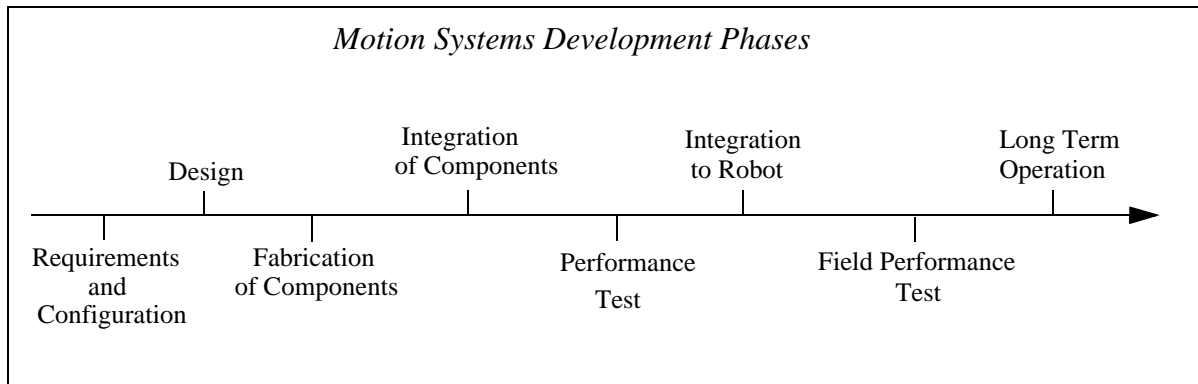 Motion Systems Development Phases
Integration
of Components
Integration
to Robot
Long Term
Operation
Design
Requirements
and
Configuration
Fabrication
of Components
Performance
Test
Field Performance
Test